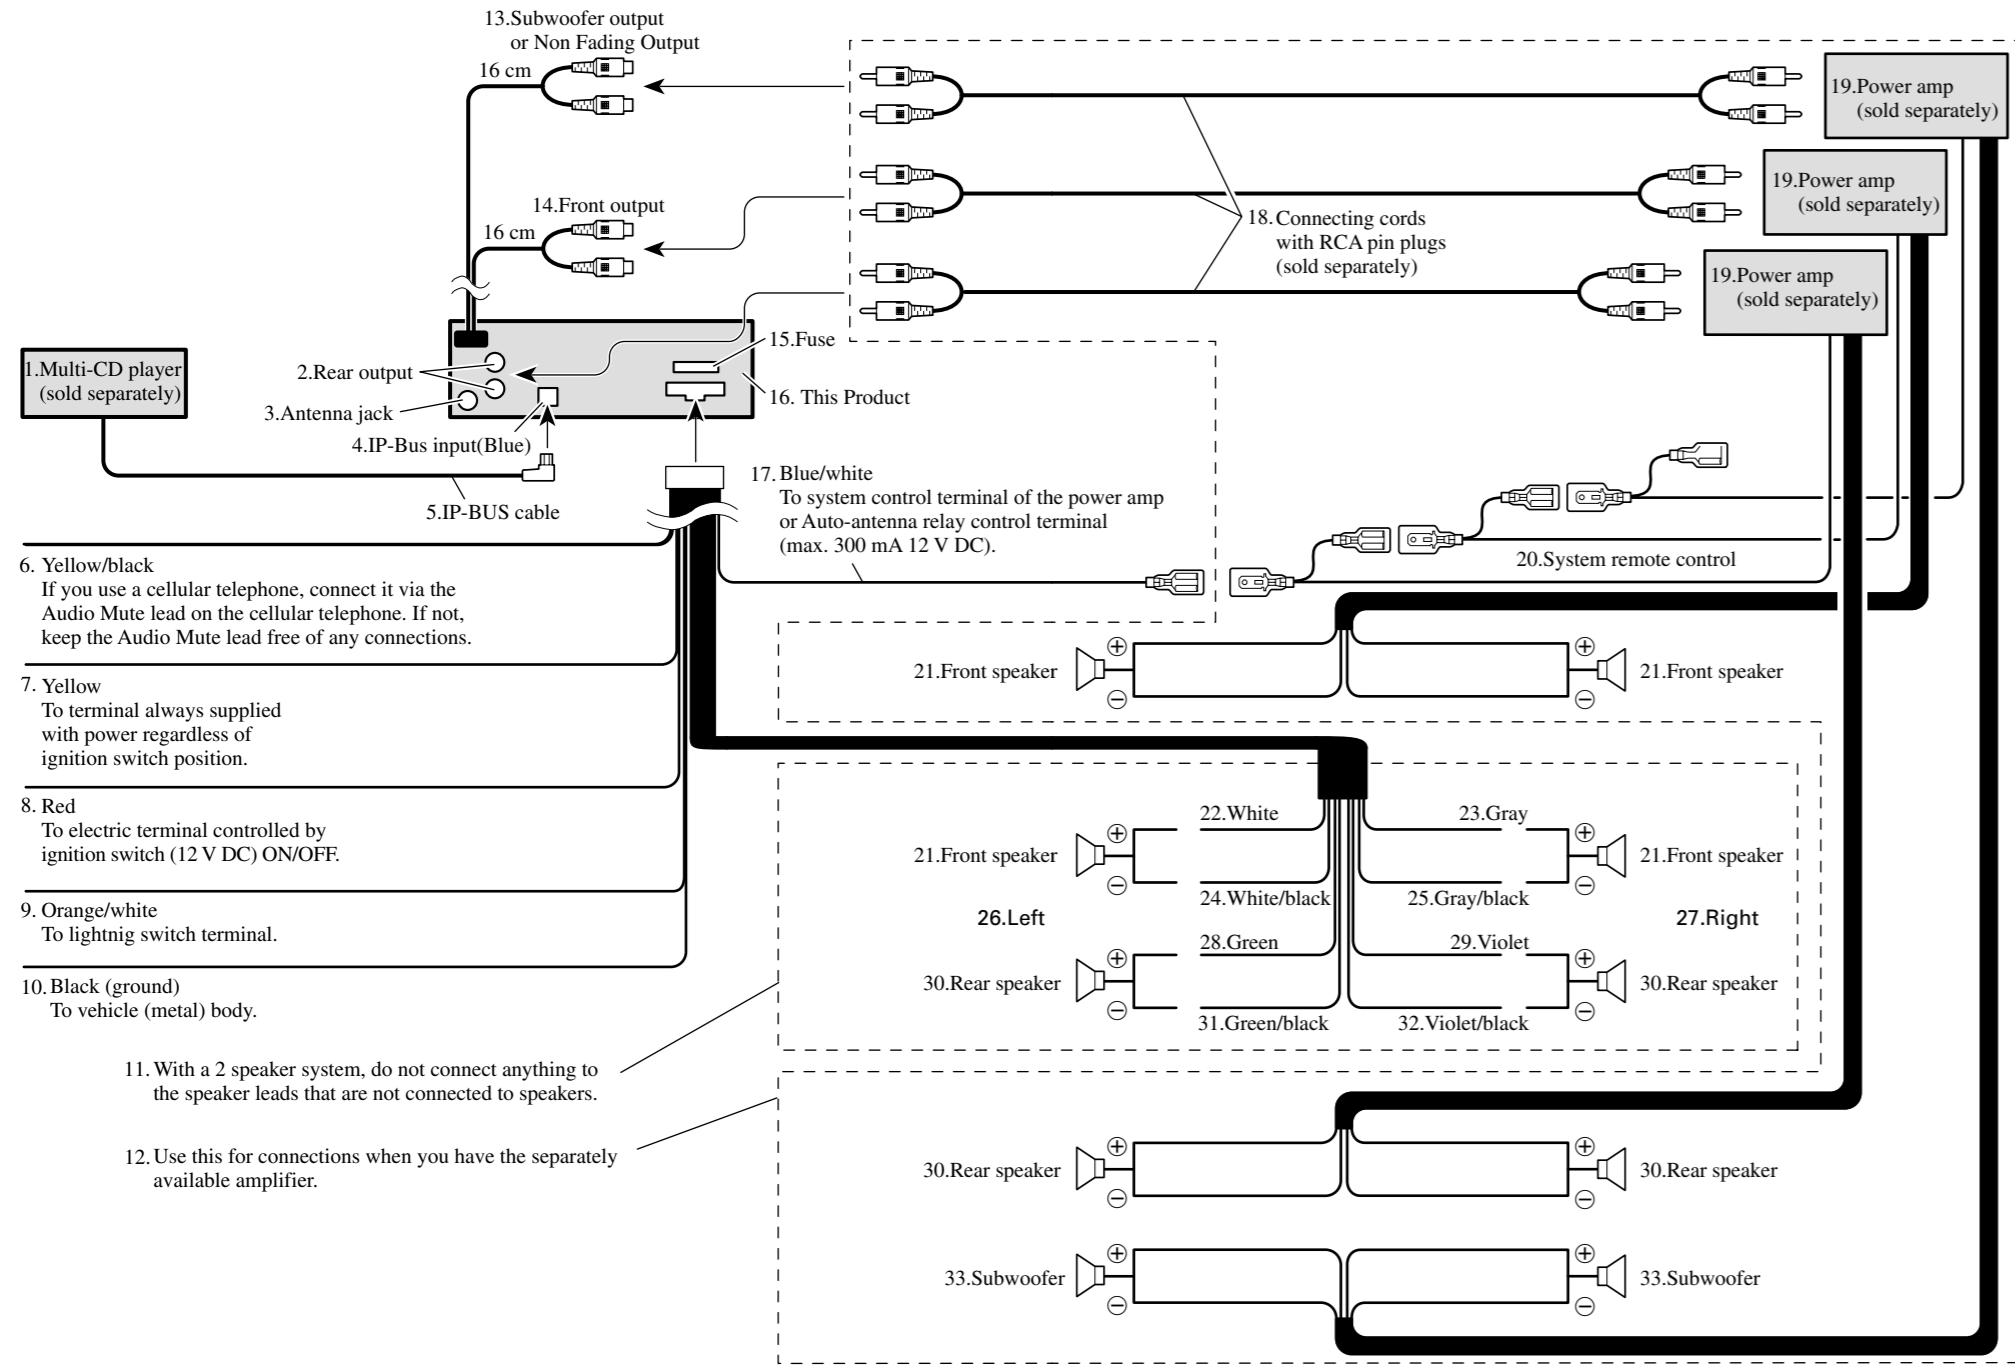 13.Subwoofer output
or Non Fading Output
16 cm
14.Front output
16 cm
19.Power amp
(sold separately)
19.Power amp
(sold separately)
19.Power amp
(sold separately)
18.Connecting cords
with RCA pin plugs
(sold separately)
1.Multi-CD player
(sold separately)
2.Rear output
3.Antenna jack
4.IP-Bus input(Blue)
5.IP-BUS cable
15.Fuse
16. This Product
17. Blue/white
To system control terminal of the power amp
or Auto-antenna relay control terminal
(max. 300 mA 12 V DC).
20.System remote control
6. Yellow/black
If you use a cellular telephone, connect it via the
Audio Mute lead on the cellular telephone. If not,
keep the Audio Mute lead free of any connections.
7. Yellow
To terminal always supplied
with power regardless of
ignition switch position.
8. Red
To electric terminal controlled by
ignition switch (12 V DC) ON/OFF.
9. Orange/white
To lightnig switch terminal.
10. Black (ground)
To vehicle (metal) body.
11. With a 2 speaker system, do not connect anything to
the speaker leads that are not connected to speakers.
12. Use this for connections when you have the separately
available amplifier.
21.Front speaker
+
−
+
−
21.Front speaker
22.White
23.Gray
21.Front speaker
+
−
+
−
21.Front speaker
24.White/black
25.Gray/black
26.Left
27.Right
28.Green
29.Violet
30.Rear speaker
+
−
+
−
30.Rear speaker
31.Green/black
32.Violet/black
30.Rear speaker
+
−
+
−
30.Rear speaker
33.Subwoofer
+
−
+
−
33.Subwoofer